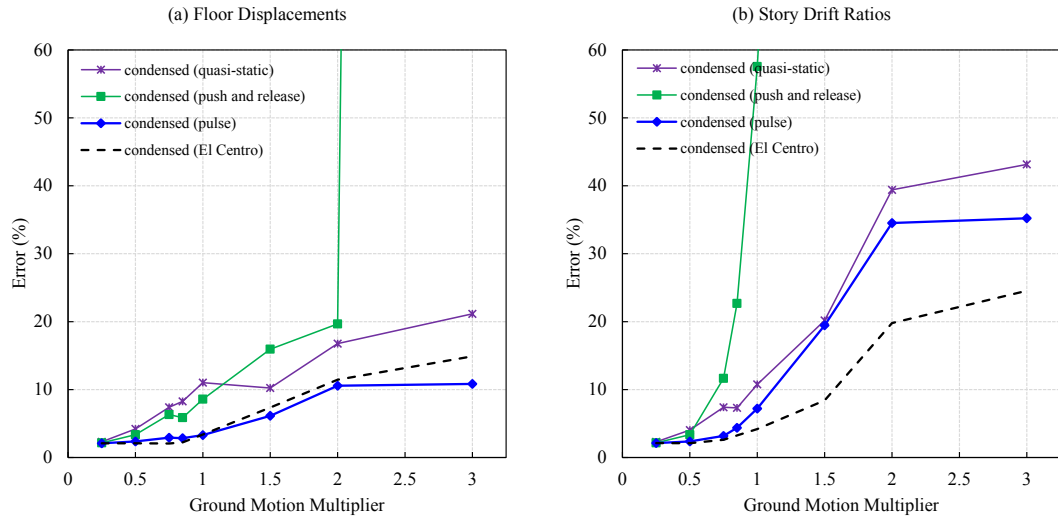 (a) Floor Displacements
60
50
40
30
20
10
0
Error (%)
condensed (quasi-static)
condensed (push and release)
condensed (pulse)
condensed (El Centro)
0 0.5 1 1.5 2 2.5 3
Ground Motion Multiplier
(b) Story Drift Ratios
60
50
40
30
20
10
0
Error (%)
condensed (quasi-static)
condensed (push and release)
condensed (pulse)
condensed (El Centro)
0 0.5 1 1.5 2 2.5 3
Ground Motion Multiplier